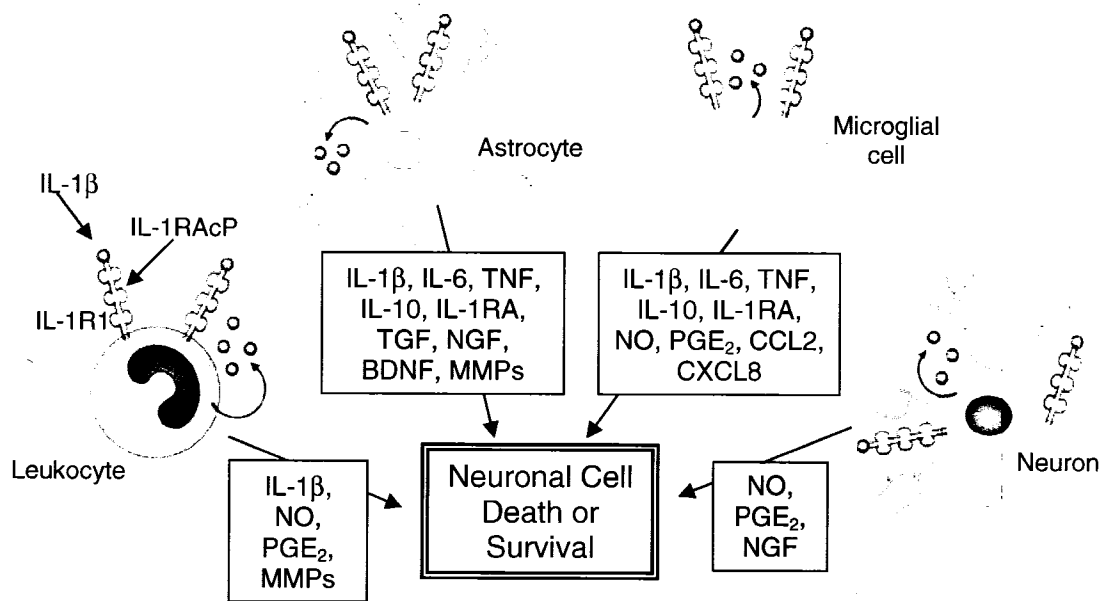 Astrocyte
Microglial
cell
IL-1β
IL-1RAcP
IL-1R1
Leukocyte
IL-1β, IL-6, TNF,
IL-10, IL-1RA,
TGF, NGF,
BDNF, MMPs
IL-1β, IL-6, TNF,
IL-10, IL-1RA,
NO, PGE₂, CCL2,
CXCL8
Neuron
IL-1β,
NO,
PGE₂,
MMPs
Neuronal Cell
Death or
Survival
NO,
PGE₂,
NGF